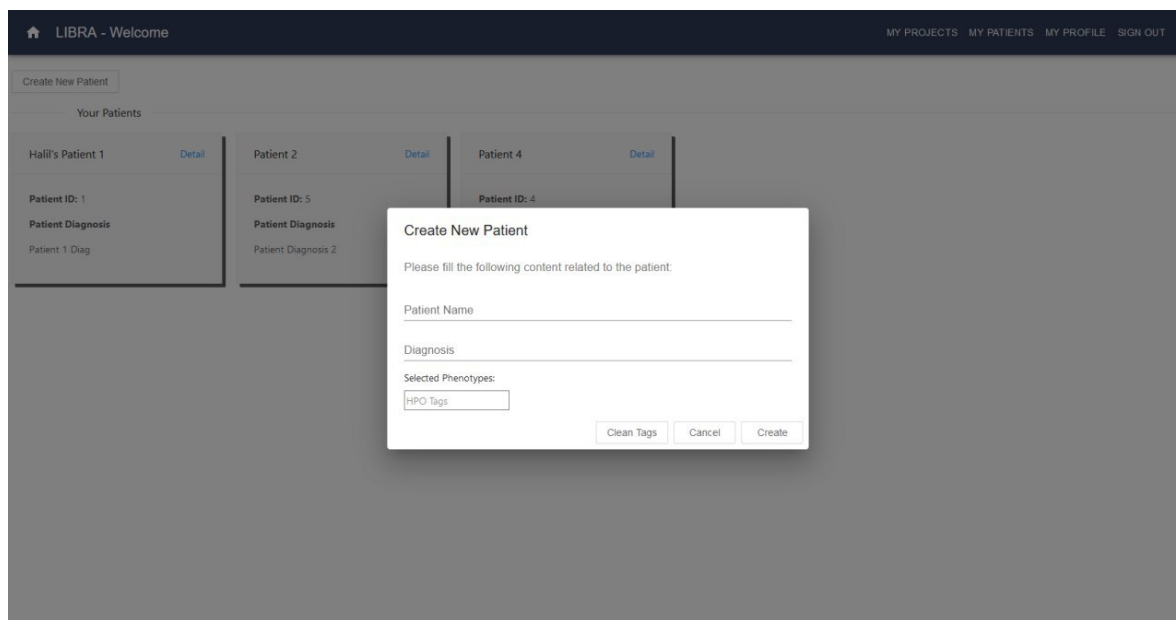 LIBRA - Welcome
MY PROJECTS MY PATIENTS MY PROFILE SIGN OUT
Create New Patient
Your Patients
Halil's Patient 1 Detail
Patient ID: 1
Patient Diagnosis
Patient 1 Diag
Patient 2 Detail
Patient ID: 5
Patient Diagnosis
Patient Diagnosis 2
Patient 4 Detail
Patient ID: 4
Create New Patient
Please fill the following content related to the patient:
Patient Name
Diagnosis
Selected Phenotypes:
HPO Tags
Clean Tags Cancel Create